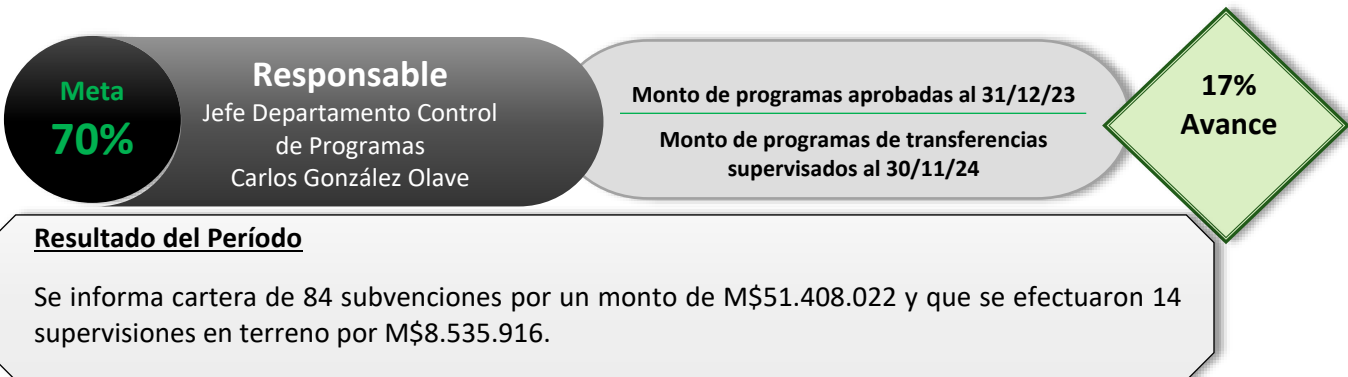 Meta
70%
Responsable
Jefe Departamento Control
de Programas
Carlos González Olave
Monto de programas aprobadas al 31/12/23
Monto de programas de transferencias
supervisados al 30/11/24
17%
Avance
Resultado del Período
Se informa cartera de 84 subvenciones por un monto de M$51.408.022 y que se efectuaron 14
supervisiones en terreno por M$8.535.916.